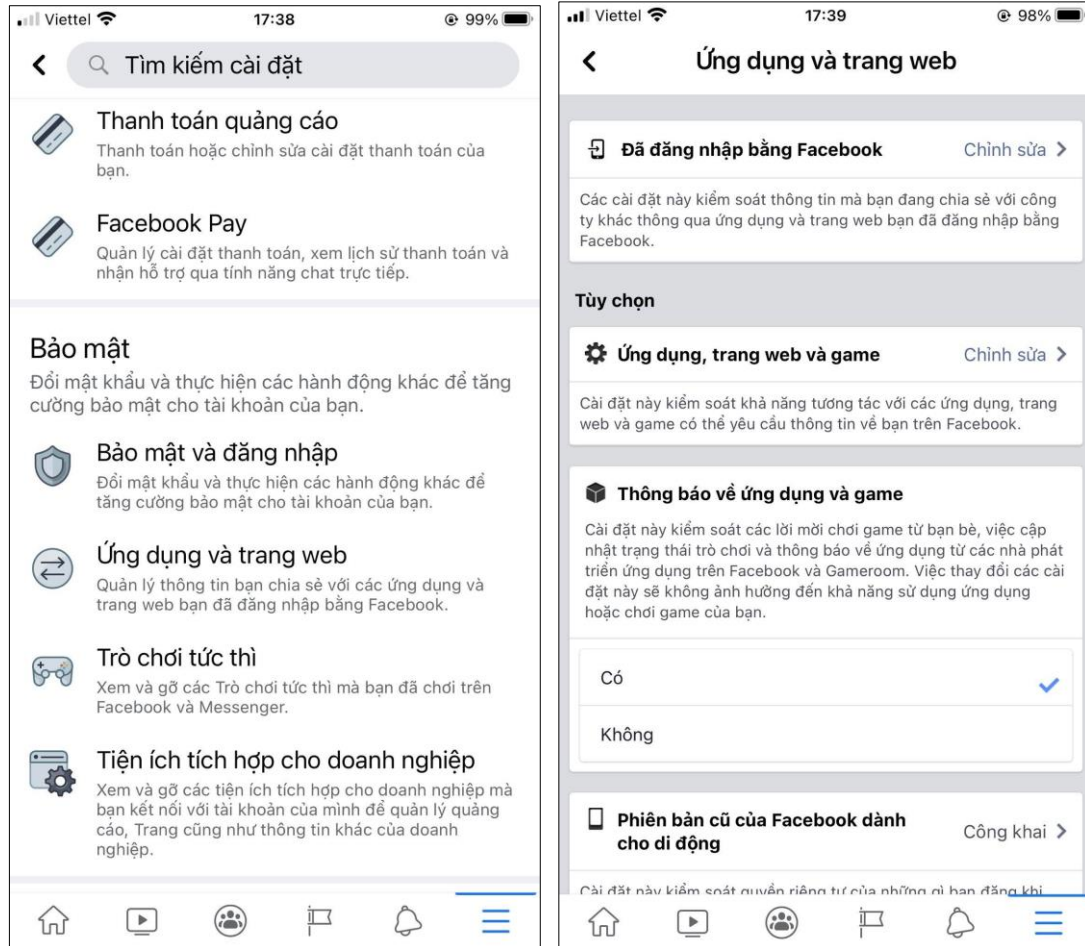 Viettel 17:38 99%
Tìm kiếm cài đặt
Thanh toán quảng cáo
Thanh toán hoặc chỉnh sửa cài đặt thanh toán của
bạn.
Facebook Pay
Quản lý cài đặt thanh toán, xem lịch sử thanh toán và
nhận hỗ trợ qua tính năng chat trực tiếp.
Bảo mật
Đổi mật khẩu và thực hiện các hành động khác để tăng
cường bảo mật cho tài khoản của bạn.
Bảo mật và đăng nhập
Đổi mật khẩu và thực hiện các hành động khác để
tăng cường bảo mật cho tài khoản của bạn.
Ứng dụng và trang web
Quản lý thông tin bạn chia sẻ với các ứng dụng và
trang web bạn đã đăng nhập bằng Facebook.
Trò chơi tức thì
Xem và gỡ các Trò chơi tức thì mà bạn đã chơi trên
Facebook và Messenger.
Tiện ích tích hợp cho doanh nghiệp
Xem và gỡ các tiện ích tích hợp cho doanh nghiệp mà
bạn kết nối với tài khoản của mình để quản lý quảng
cáo, Trang cũng như thông tin khác của doanh
nghiệp.
Viettel 17:39 98%
Ứng dụng và trang web
Đã đăng nhập bằng Facebook Chỉnh sửa
Các cài đặt này kiểm soát thông tin mà bạn đang chia sẻ với công
ty khác thông qua ứng dụng và trang web bạn đã đăng nhập bằng
Facebook.
Tùy chọn
Ứng dụng, trang web và game Chỉnh sửa
Cài đặt này kiểm soát khả năng tương tác với các ứng dụng, trang
web và game có thể yêu cầu thông tin về bạn trên Facebook.
Thông báo về ứng dụng và game
Cài đặt này kiểm soát các lời mời chơi game từ bạn bè, việc cập
nhật trạng thái trò chơi và thông báo về ứng dụng từ các nhà phát
triển ứng dụng trên Facebook và Gameroom. Việc thay đổi các cài
đặt này sẽ không ảnh hưởng đến khả năng sử dụng ứng dụng
hoặc chơi game của bạn.
Có
Không
Phiên bản cũ của Facebook dành
cho di động Công khai
Cài đặt này kiểm soát quyền riêng tư của những gì bạn đăng khi